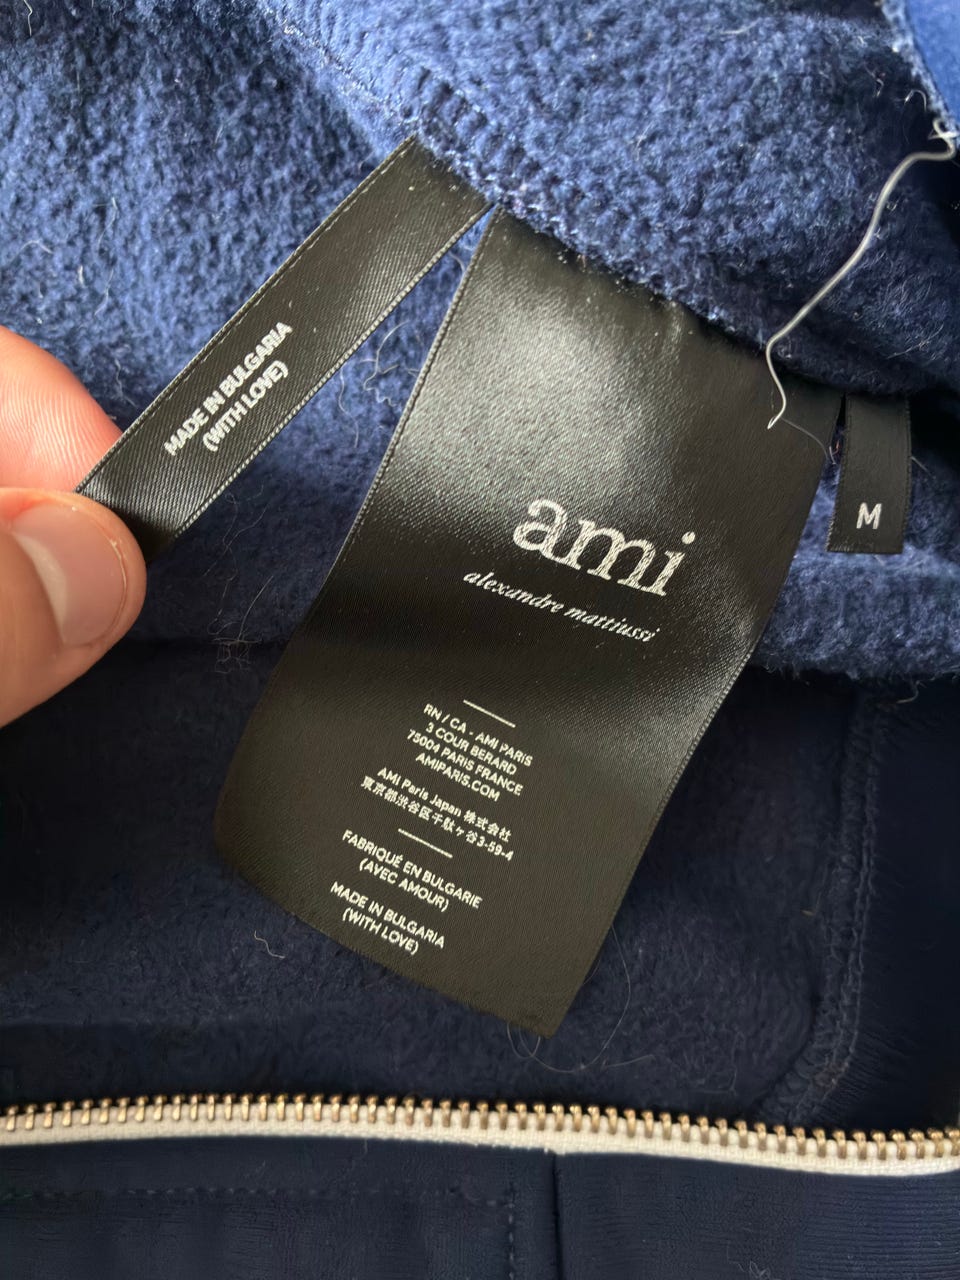 MADE IN BULGARIA
(WITH LOVE)
ami
alexandre mattiussi
RN / CA - AMI PARIS
3 COUR BERARD
75004 PARIS FRANCE
AMIPARIS.COM
AMI Paris Japan 株式会社
東京都渋谷区千駄ヶ谷3-59-4
FABRIQUÉ EN BULGARIE
(AVEC AMOUR)
MADE IN BULGARIA
(WITH LOVE)
M